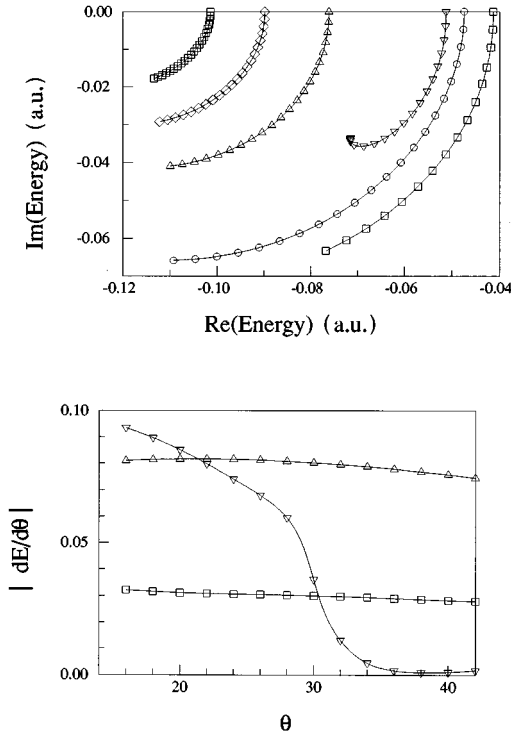 0.00
-0.02
-0.04
-0.06
Im(Energy) (a.u.)
-0.12 -0.10 -0.08 -0.06 -0.04
Re(Energy) (a.u.)
0.10
0.05
0.00
| dE/dθ |
20 30 40
θ